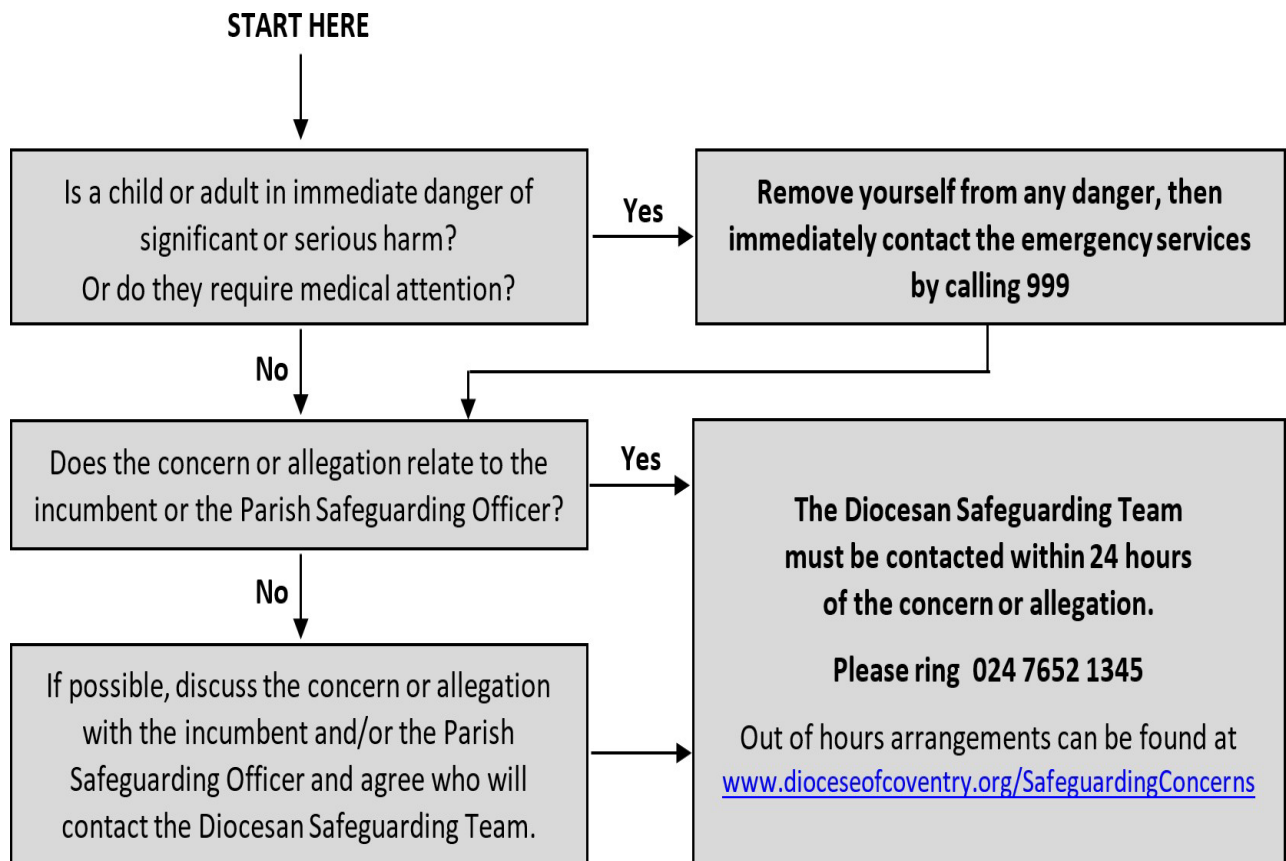 START HERE
Is a child or adult in immediate danger of
significant or serious harm?
Or do they require medical attention?
Yes
Remove yourself from any danger, then
immediately contact the emergency services
by calling 999
No
Does the concern or allegation relate to the
incumbent or the Parish Safeguarding Officer?
Yes
The Diocesan Safeguarding Team
must be contacted within 24 hours
of the concern or allegation.
Please ring 024 7652 1345
Out of hours arrangements can be found at
www.dioceseofcoventry.org/SafeguardingConcerns
No
If possible, discuss the concern or allegation
with the incumbent and/or the Parish
Safeguarding Officer and agree who will
contact the Diocesan Safeguarding Team.